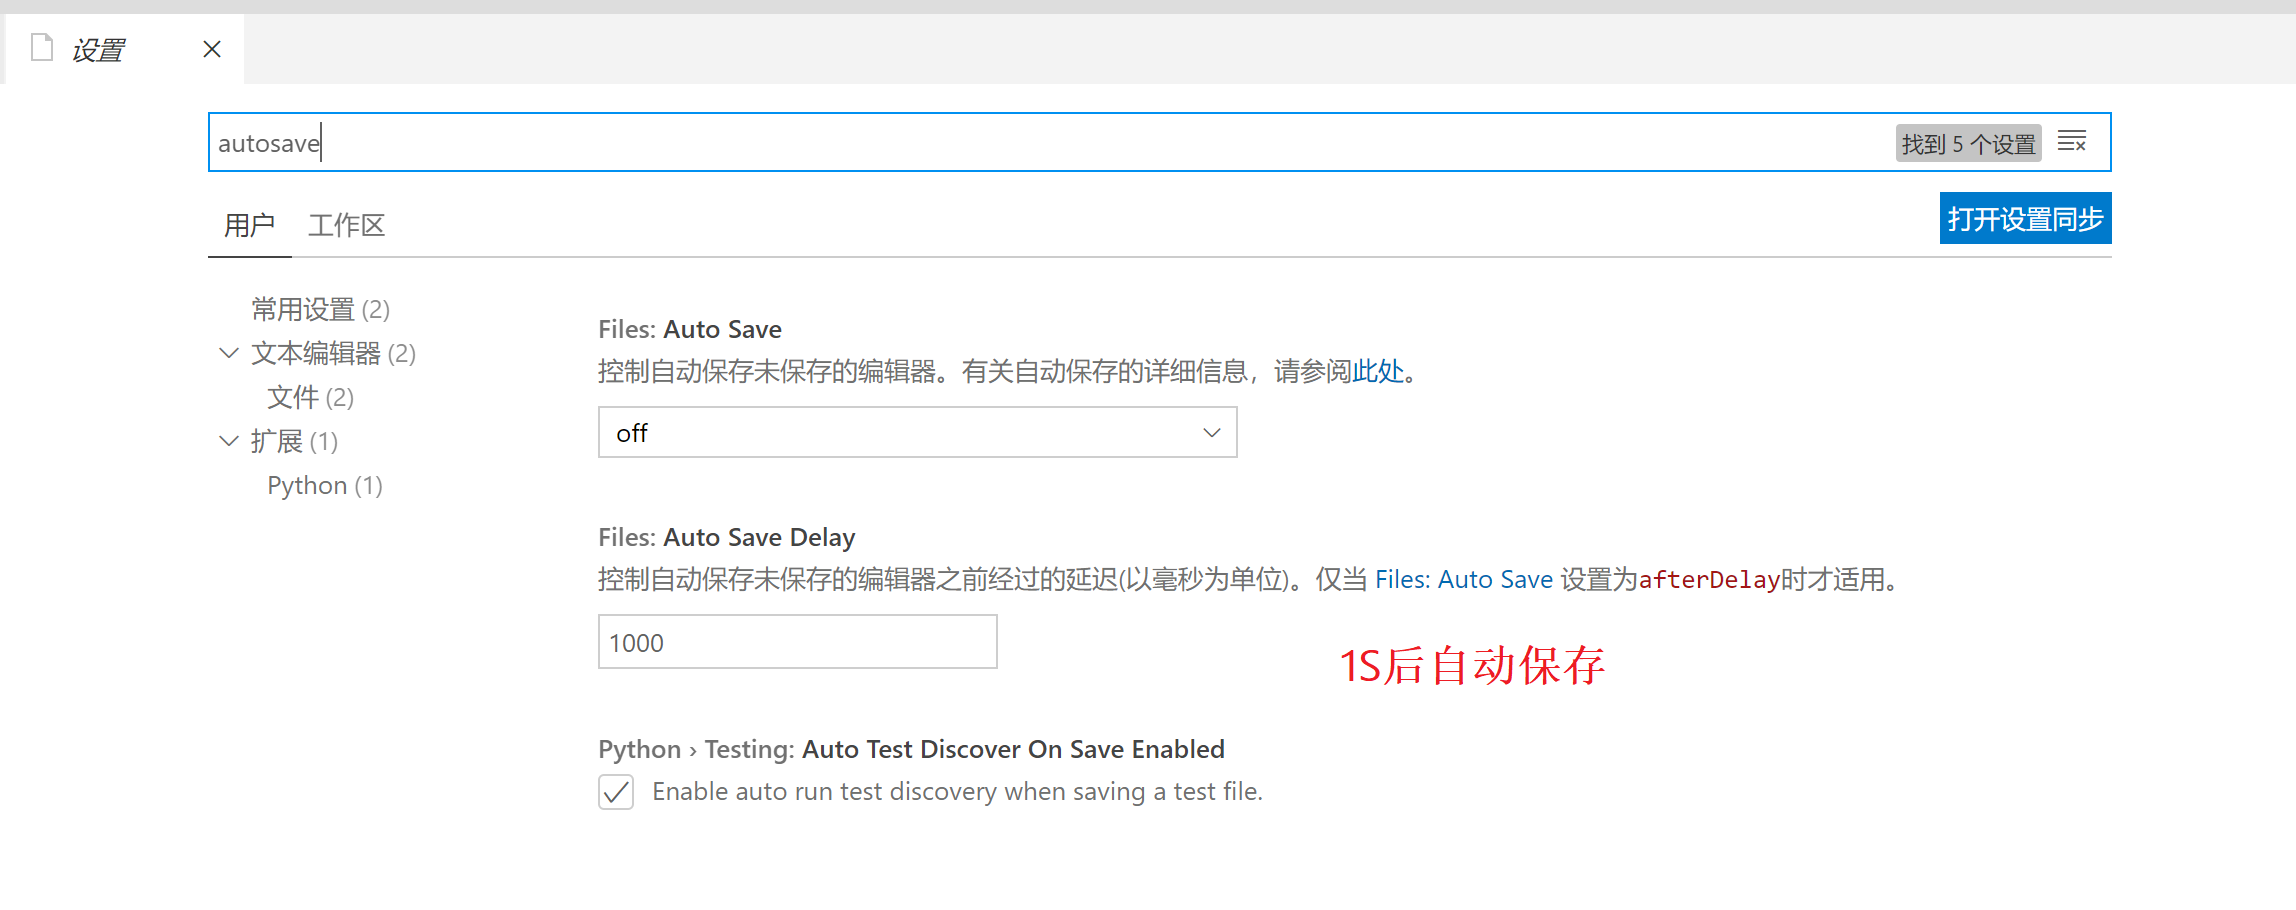 设置
autosave
找到 5 个设置
用户 工作区
打开设置同步
常用设置 (2)
文本编辑器 (2)
文件 (2)
扩展 (1)
Python (1)
Files: Auto Save
控制自动保存未保存的编辑器。有关自动保存的详细信息，请参阅此处。
off
Files: Auto Save Delay
控制自动保存未保存的编辑器之前经过的延迟(以毫秒为单位)。仅当 Files: Auto Save 设置为afterDelay时才适用。
1000
1S后自动保存
Python › Testing: Auto Test Discover On Save Enabled
Enable auto run test discovery when saving a test file.